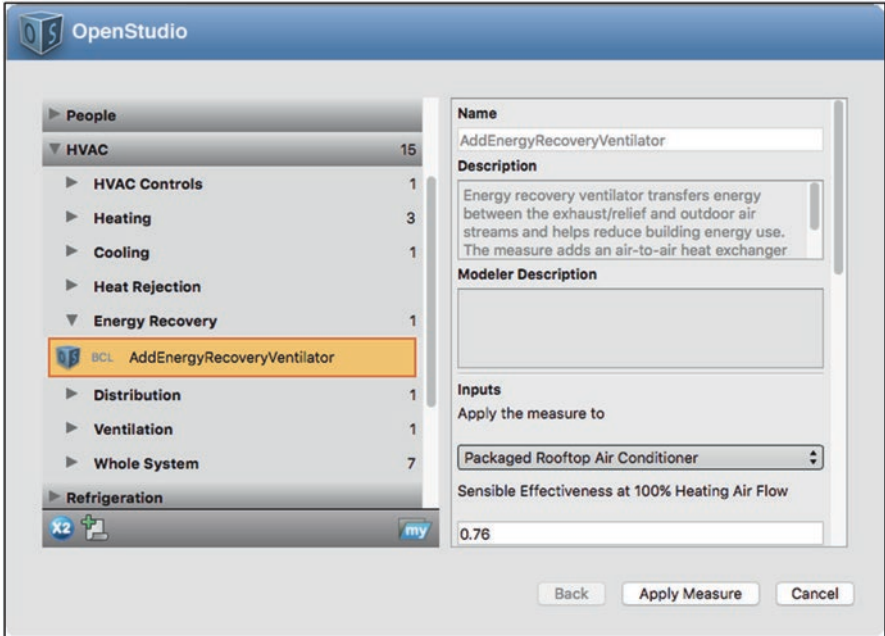 OS OpenStudio
People
HVAC 15
HVAC Controls 1
Heating 3
Cooling 1
Heat Rejection
Energy Recovery 1
OS BCL AddEnergyRecoveryVentilator
Distribution 1
Ventilation 1
Whole System 7
Refrigeration
X2 my
Name
AddEnergyRecoveryVentilator
Description
Energy recovery ventilator transfers energy
between the exhaust/relief and outdoor air
streams and helps reduce building energy use.
The measure adds an air-to-air heat exchanger
Modeler Description
Inputs
Apply the measure to
Packaged Rooftop Air Conditioner
Sensible Effectiveness at 100% Heating Air Flow
0.76
Back Apply Measure Cancel